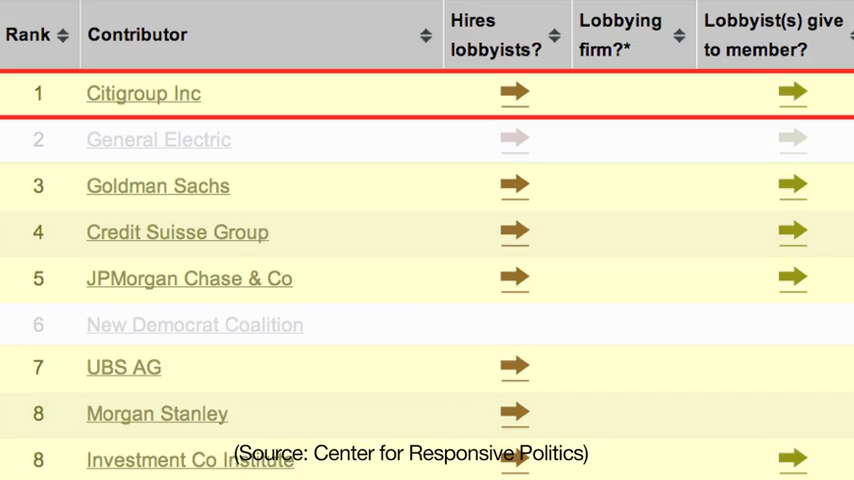 Rank Contributor Hires lobbyists? Lobbying firm?* Lobbyist(s) give to member?
1 Citigroup Inc
2 General Electric
3 Goldman Sachs
4 Credit Suisse Group
5 JPMorgan Chase & Co
6 New Democrat Coalition
7 UBS AG
8 Morgan Stanley
8 Investment Co Institute
(Source: Center for Responsive Politics)